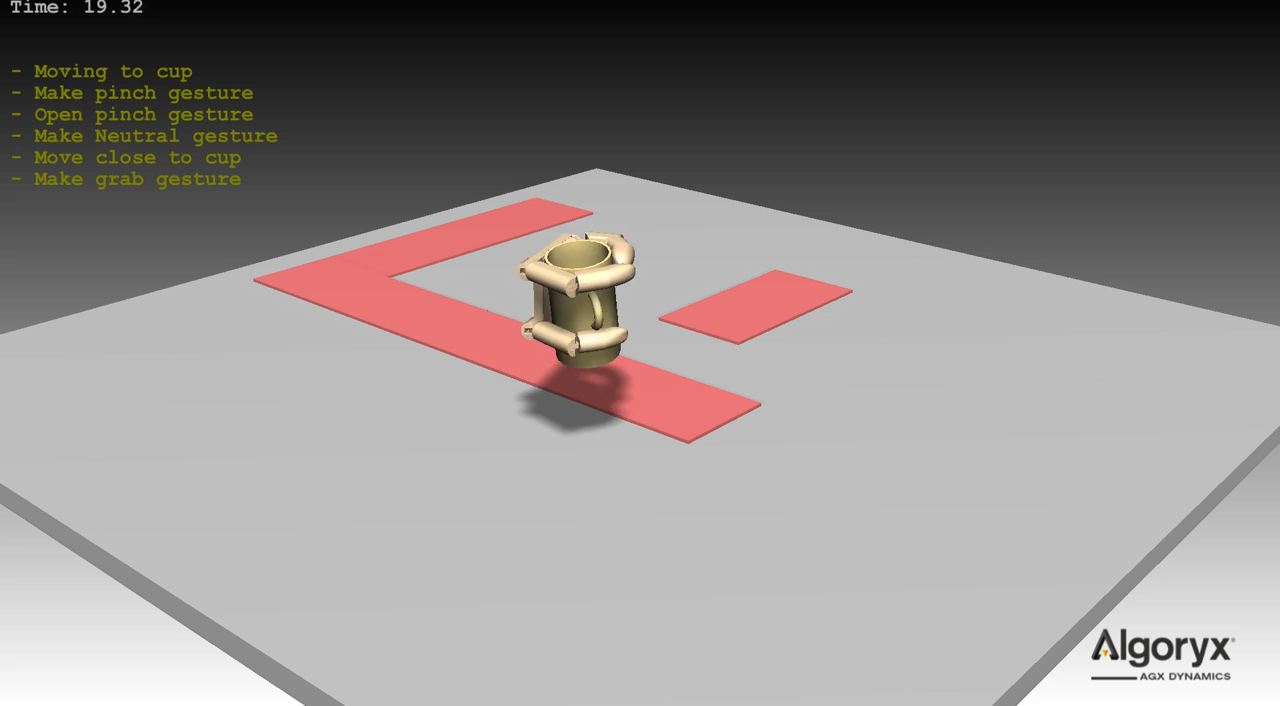 Time: 19.32
- Moving to cup
- Make pinch gesture
- Open pinch gesture
- Make Neutral gesture
- Move close to cup
- Make grab gesture
Algoryx®
AGX DYNAMICS